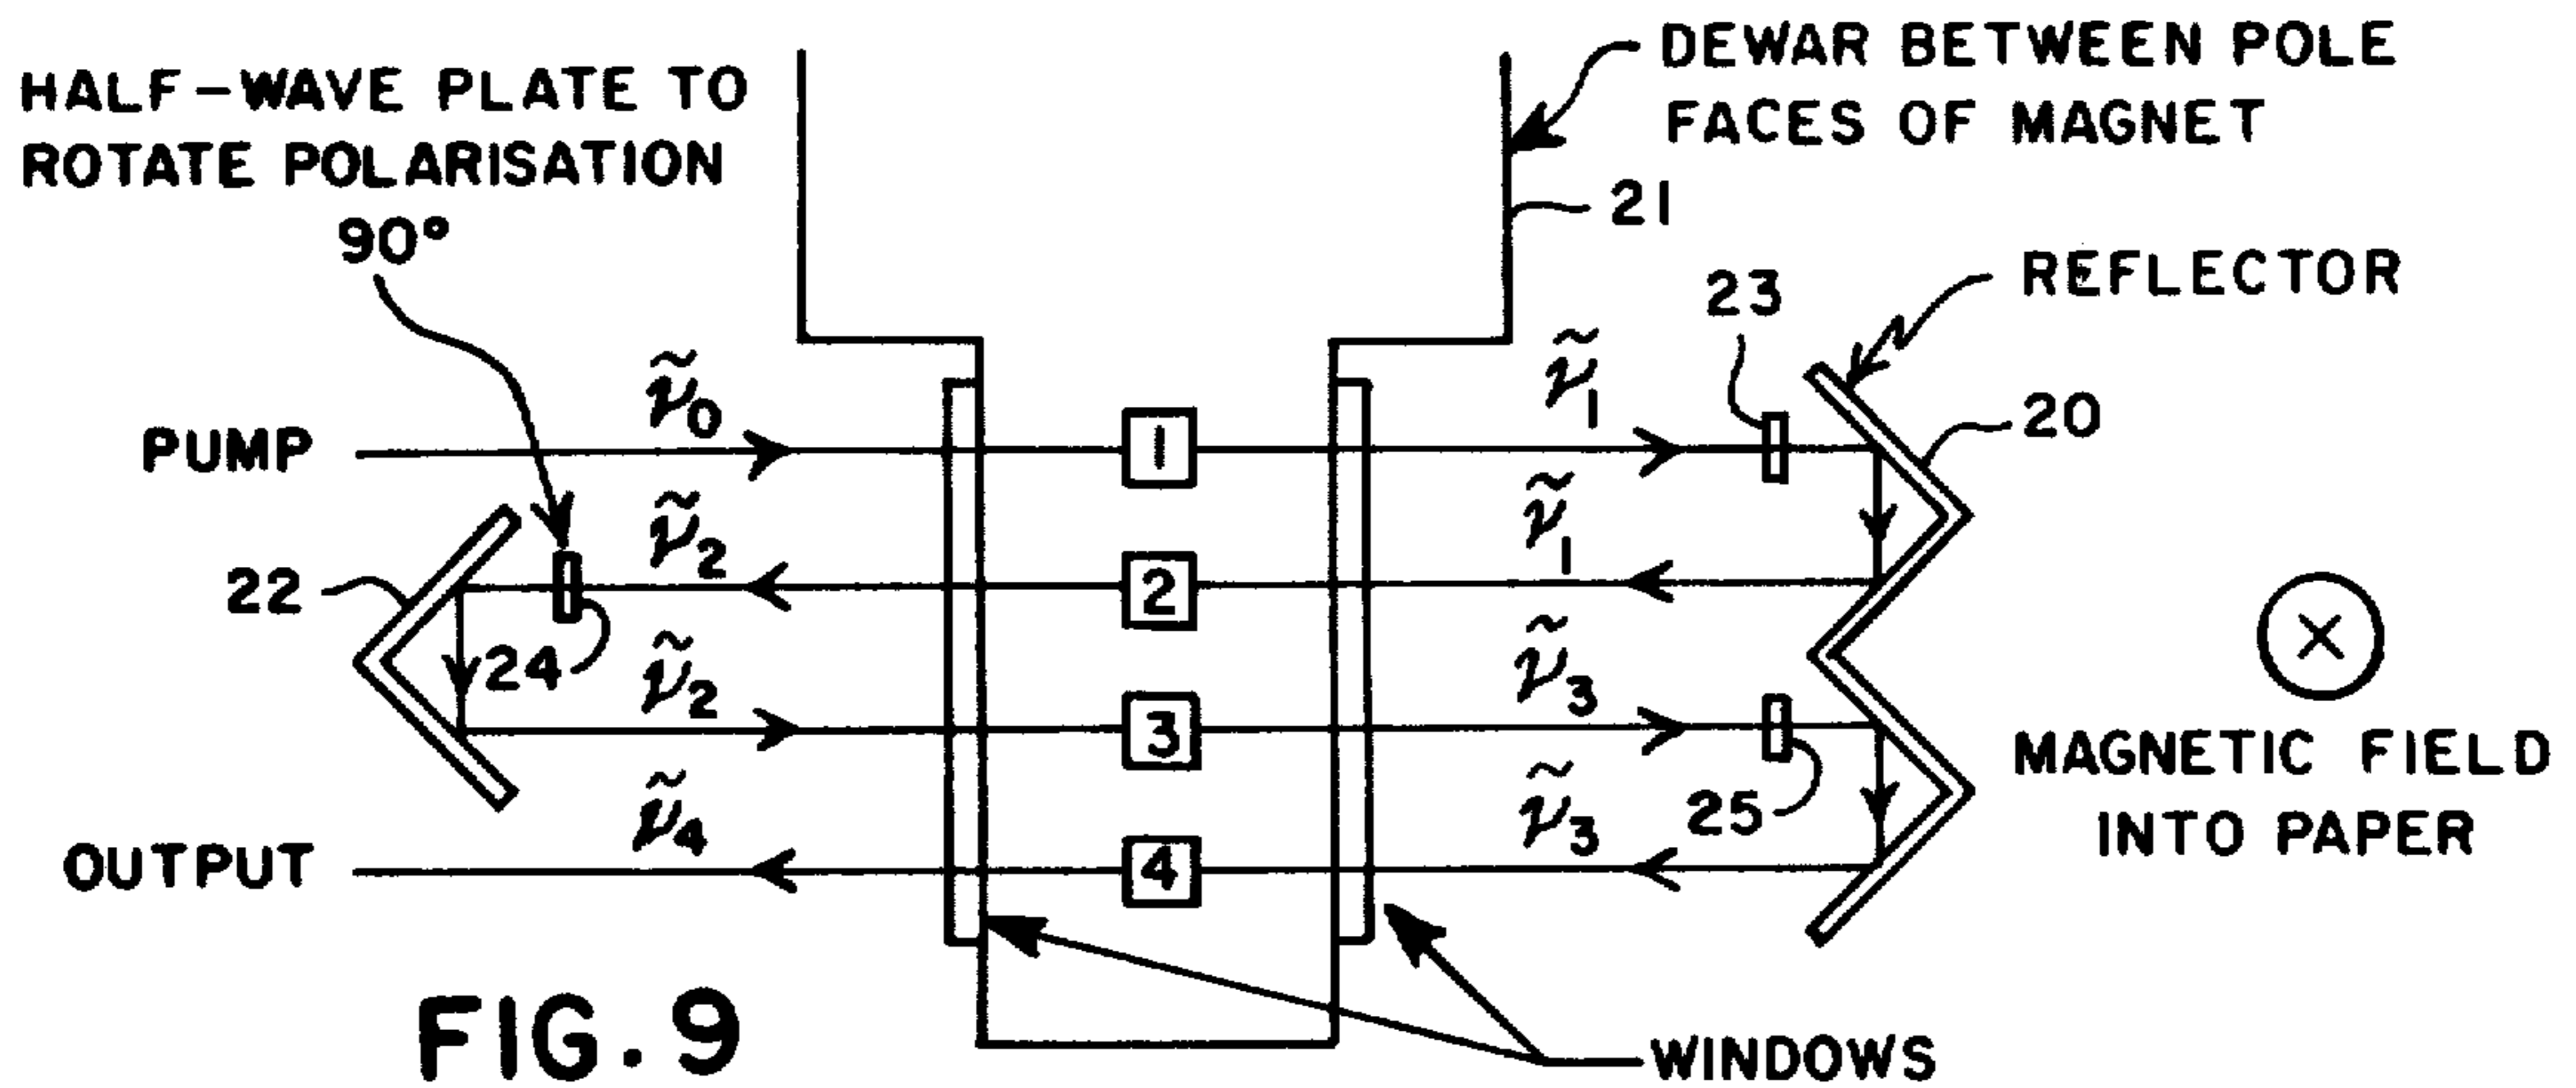 HALF-WAVE PLATE TO
ROTATE POLARISATION
90°
DEWAR BETWEEN POLE
FACES OF MAGNET
21
REFLECTOR
23
20
PUMP
ν̃0
1
ν̃1
22
24
ν̃2
2
ν̃1
ν̃2
3
ν̃3
25
OUTPUT
ν̃4
4
ν̃3
MAGNETIC FIELD
INTO PAPER
WINDOWS
FIG. 9